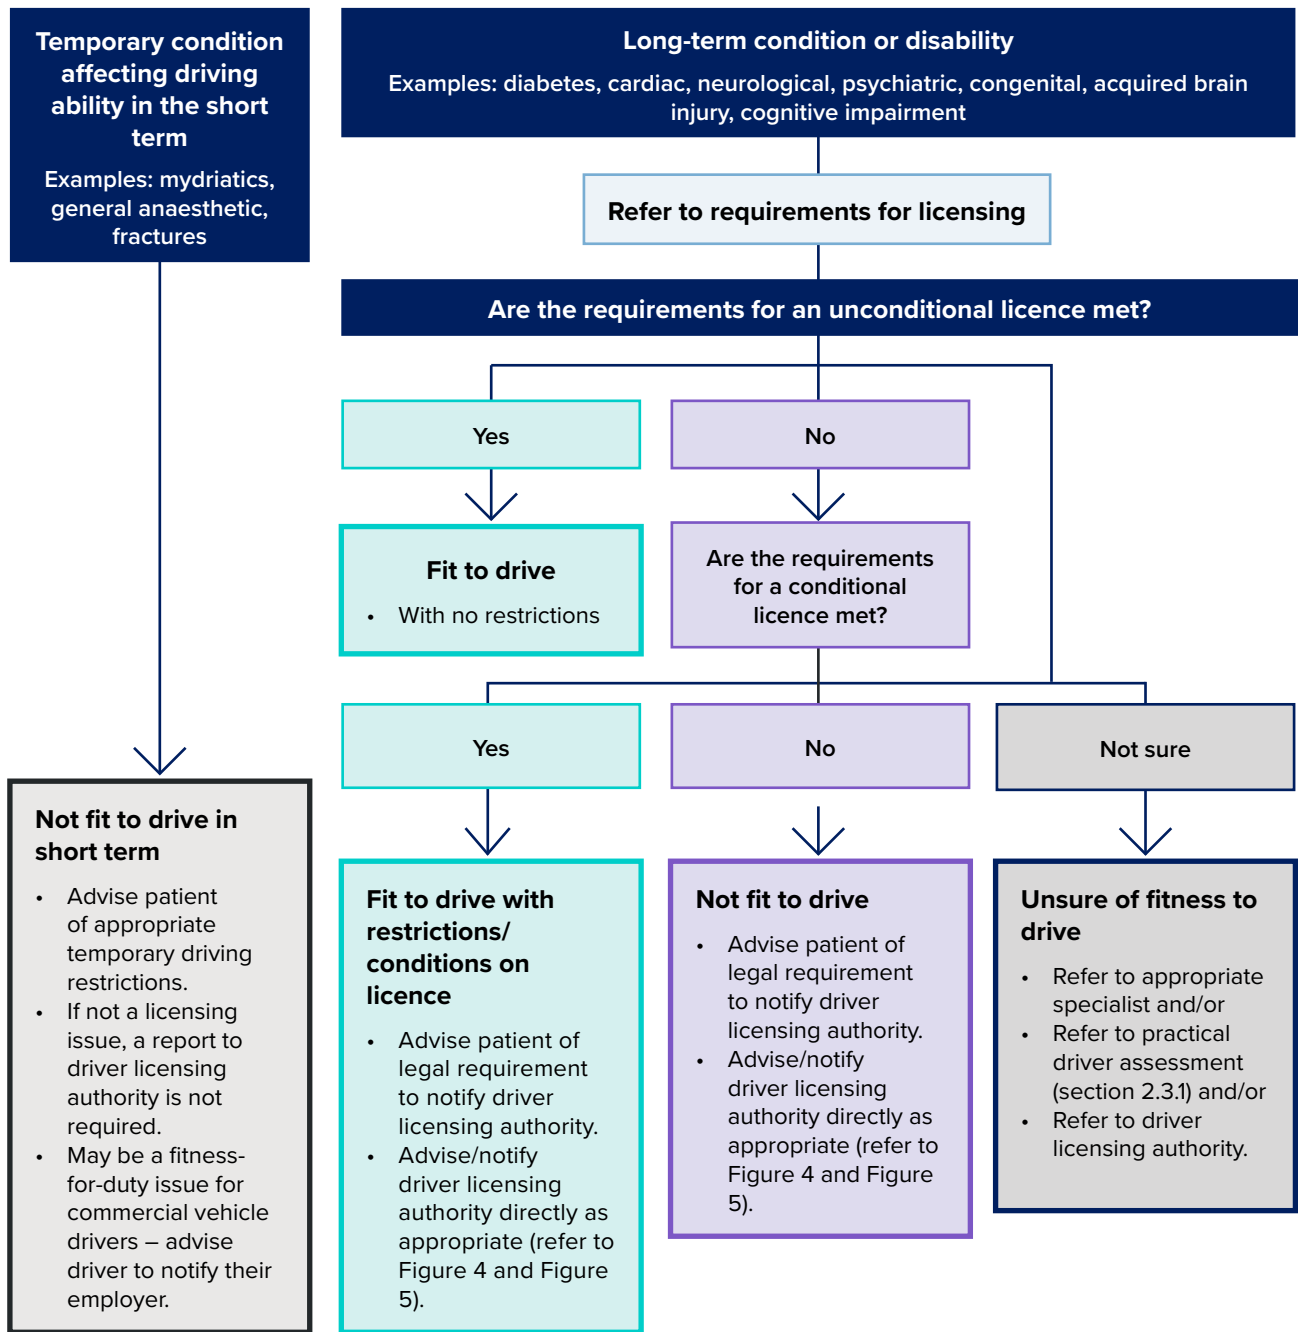 Temporary condition
affecting driving
ability in the short
term
Examples: mydriatics,
general anaesthetic,
fractures
Long-term condition or disability
Examples: diabetes, cardiac, neurological, psychiatric, congenital, acquired brain
injury, cognitive impairment
Refer to requirements for licensing
Are the requirements for an unconditional licence met?
Yes
No
Fit to drive
• With no restrictions
Are the requirements
for a conditional
licence met?
Yes
No
Not sure
Not fit to drive in
short term
• Advise patient
of appropriate
temporary driving
restrictions.
• If not a licensing
issue, a report to
driver licensing
authority is not
required.
• May be a fitness-
for-duty issue for
commercial vehicle
drivers – advise
driver to notify their
employer.
Fit to drive with
restrictions/
conditions on
licence
• Advise patient of
legal requirement
to notify driver
licensing authority.
• Advise/notify
driver licensing
authority directly as
appropriate (refer to
Figure 4 and Figure
5).
Not fit to drive
• Advise patient of
legal requirement
to notify driver
licensing authority.
• Advise/notify
driver licensing
authority directly as
appropriate (refer to
Figure 4 and Figure
5).
Unsure of fitness to
drive
• Refer to appropriate
specialist and/or
• Refer to practical
driver assessment
(section 2.3.1) and/or
• Refer to driver
licensing authority.